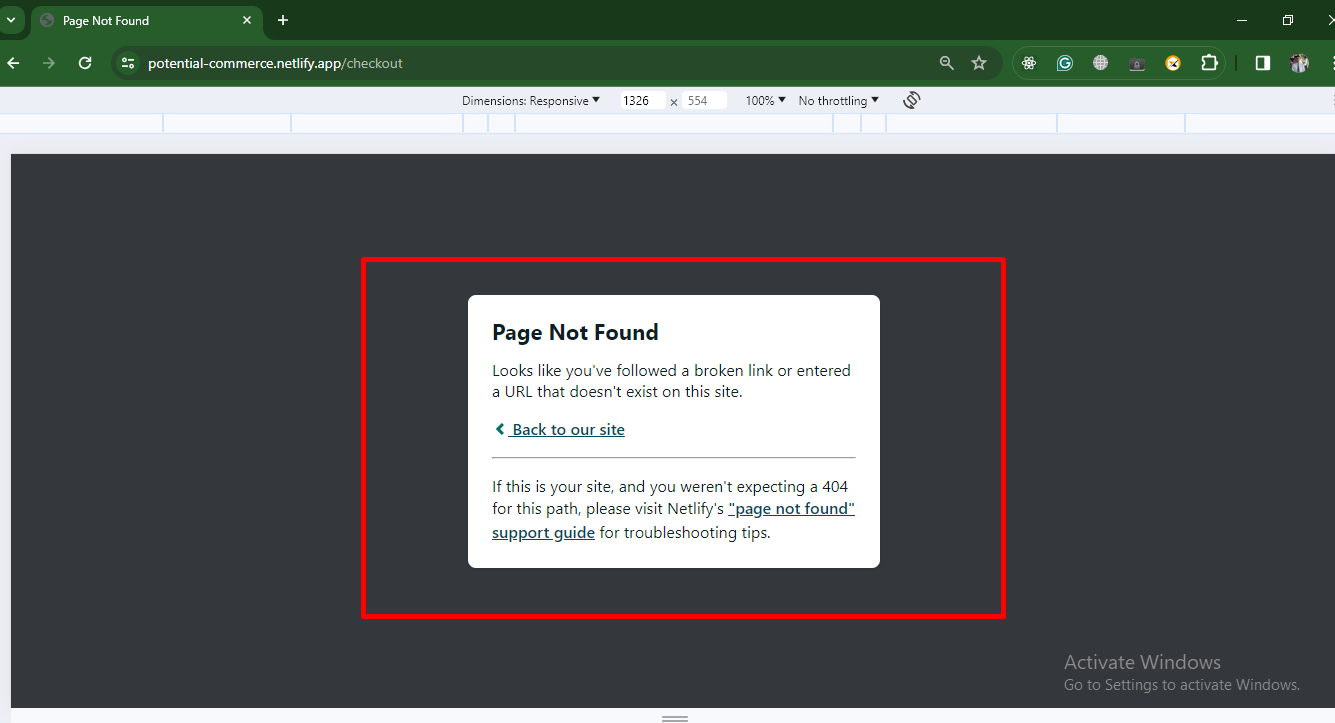 Page Not Found
potential-commerce.netlify.app/checkout
Dimensions: Responsive 1326 × 554 100% No throttling
Page Not Found
Looks like you've followed a broken link or entered
a URL that doesn't exist on this site.
Back to our site
If this is your site, and you weren't expecting a 404
for this path, please visit Netlify's "page not found"
support guide for troubleshooting tips.
Activate Windows
Go to Settings to activate Windows.